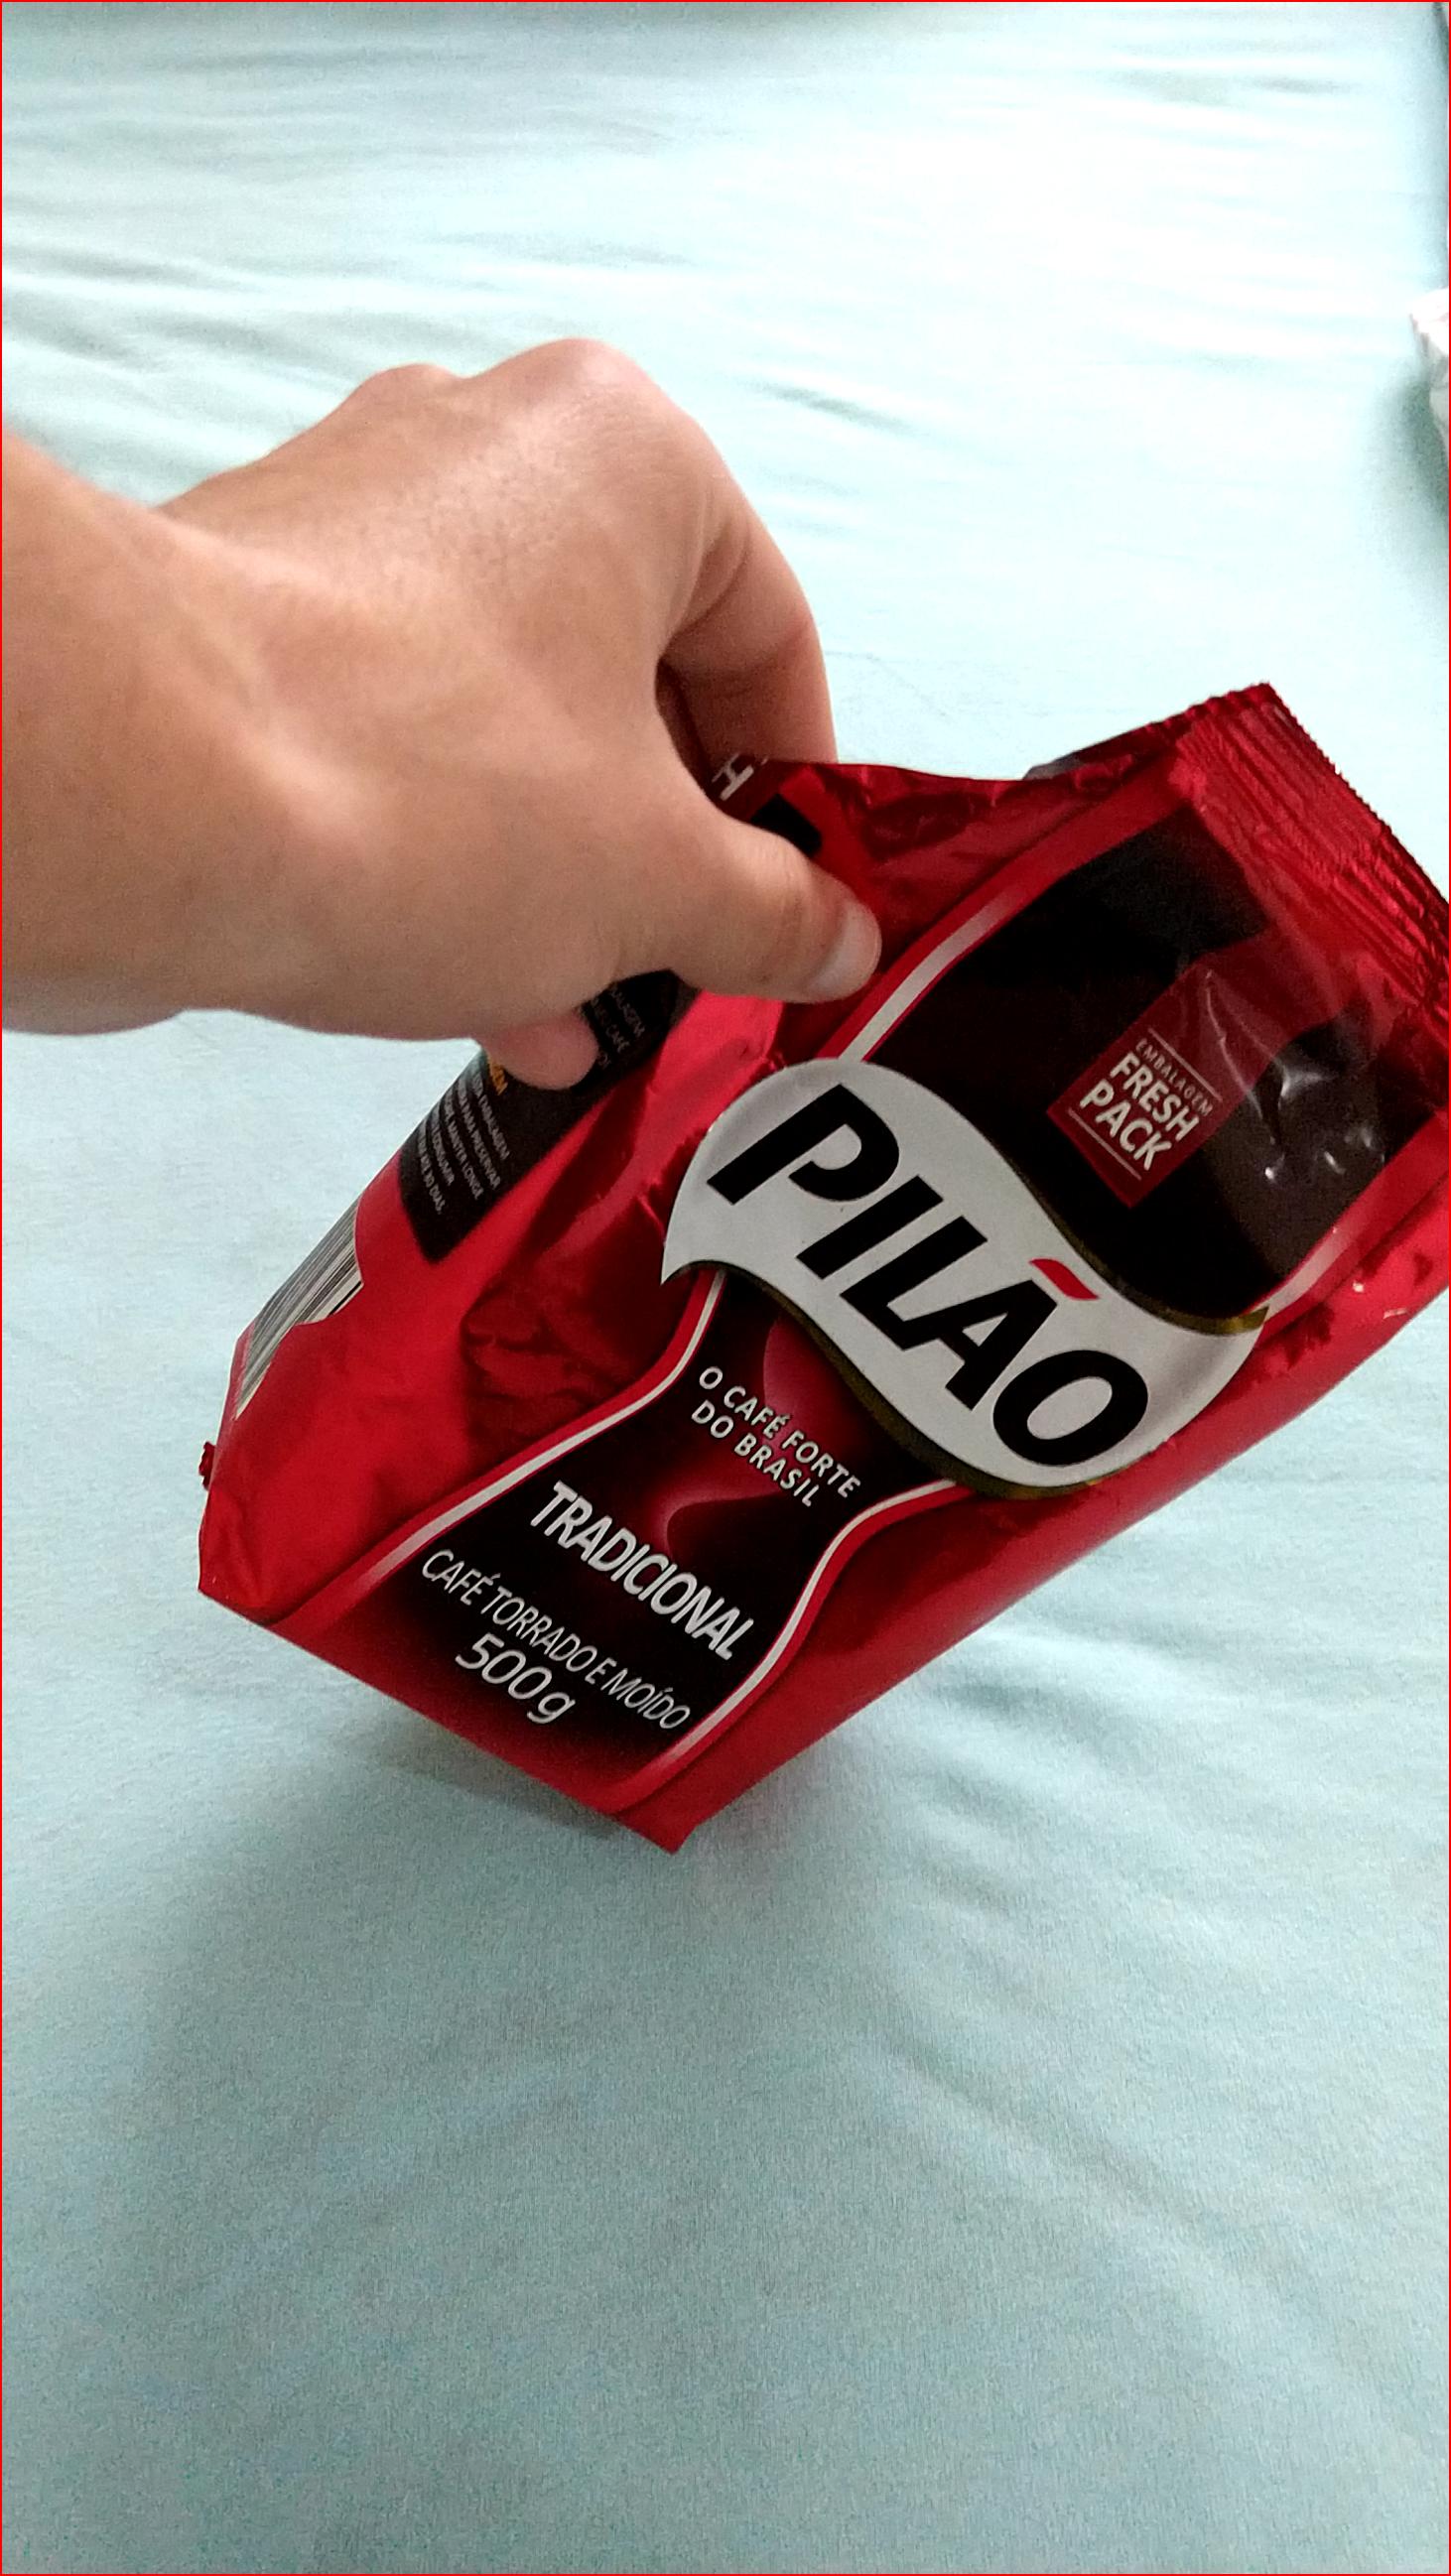 EMBALAGEM
FRESH
PACK
PILÃO
O CAFÉ FORTE
DO BRASIL
TRADICIONAL
CAFÉ TORRADO E MOÍDO
500g